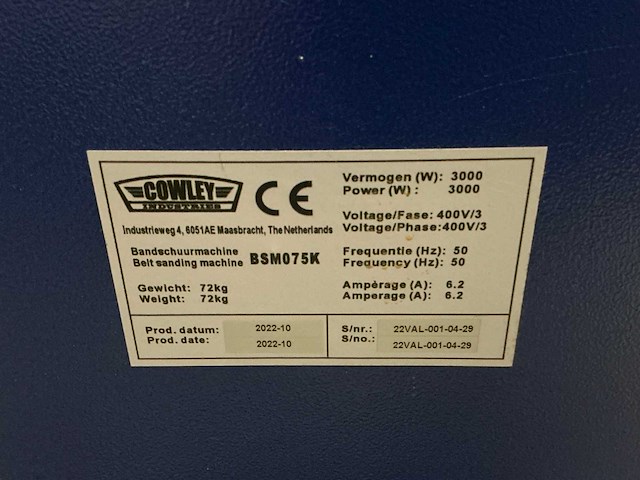 COWLEY
INDUSTRIES
CE
Industrieweg 4, 6051AE Maasbracht, The Netherlands
Bandschuurmachine
Belt sanding machine BSM075K
Gewicht: 72kg
Weight: 72kg
Vermogen (W): 3000
Power (W) : 3000
Voltage/Fase: 400V/3
Voltage/Phase:400V/3
Frequentie (Hz): 50
Frequency (Hz): 50
Ampèrage (A): 6.2
Amperage (A): 6.2
Prod. datum: 2022-10
Prod. date: 2022-10
S/nr.: 22VAL-001-04-29
S/no.: 22VAL-001-04-29